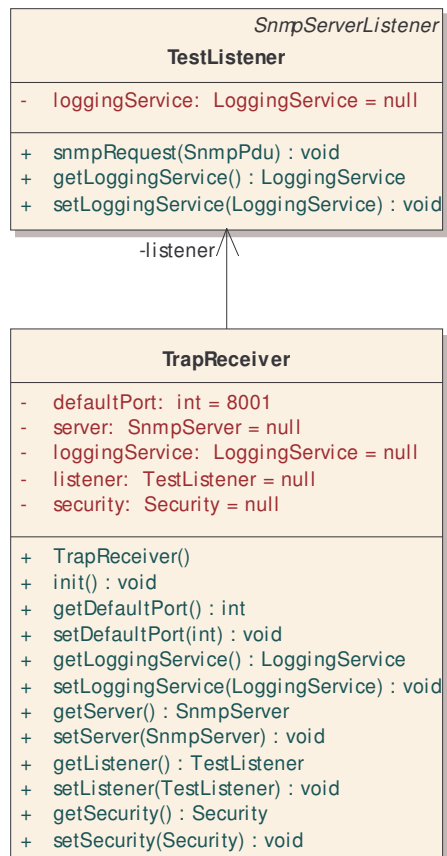 SnmpServerListener
TestListener
- loggingService: LoggingService = null
+ snmpRequest(SnmpPdu) : void
+ getLoggingService() : LoggingService
+ setLoggingService(LoggingService) : void
-listener
TrapReceiver
- defaultPort: int = 8001
- server: SnmpServer = null
- loggingService: LoggingService = null
- listener: TestListener = null
- security: Security = null
+ TrapReceiver()
+ init() : void
+ getDefaultPort() : int
+ setDefaultPort(int) : void
+ getLoggingService() : LoggingService
+ setLoggingService(LoggingService) : void
+ getServer() : SnmpServer
+ setServer(SnmpServer) : void
+ getListener() : TestListener
+ setListener(TestListener) : void
+ getSecurity() : Security
+ setSecurity(Security) : void